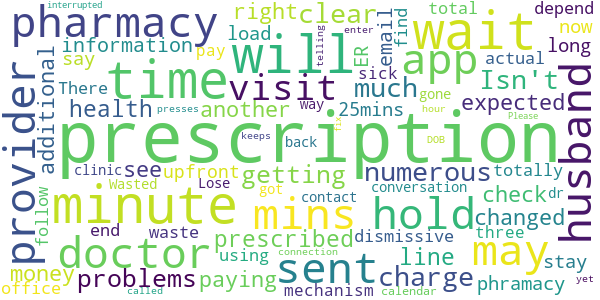 interrupted
pharmacy
right
clear
email
wait
total
depend
information
load
ER
find
pay
telling
enter
now
say
time
will
app
sick
actual
long
provider
additional
There
visit
much
Isn't
husband
health
another
way
25mins
gone
expected
presses
keeps
prescription
hour
Please
fix
DOB
clinic
see
upfront
back
numerous
totally
Wasted
Lose
getting
contact
conversation
dr
minute
mins
got
hold
check
may
follow
end
waste
prescribed
line
changed
three
doctor
using
dismissive
stay
money
sent
connection
charge
phramacy
office
problems
paying
mechanism
called
calendar
yet